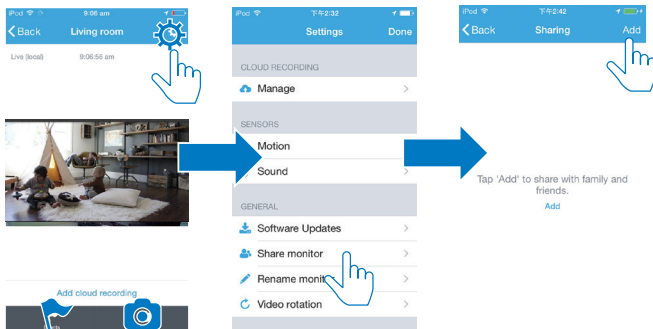 iPod 9:06 am
Back Living room
Live (local) 9:06:56 am
Add cloud recording
iPod 下午2:32
Settings Done
CLOUD RECORDING
Manage
SENSORS
Motion
Sound
GENERAL
Software Updates
Share monitor
Rename monitor
Video rotation
iPod 下午2:42
Back Sharing Add
Tap 'Add' to share with family and
friends.
Add